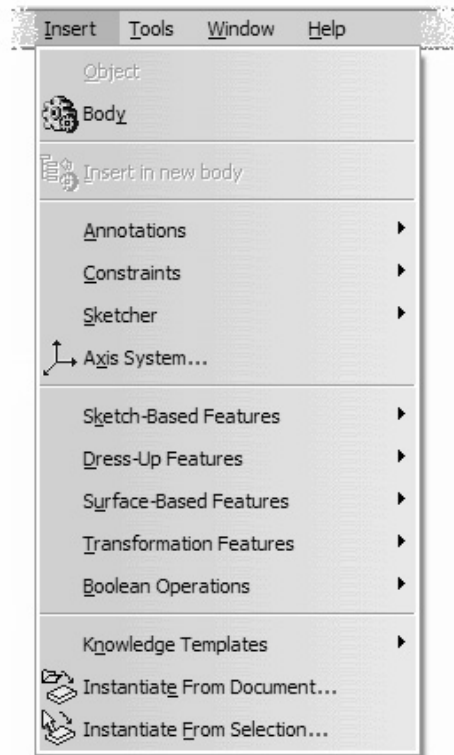 Insert Tools Window Help
Object
Body
Insert in new body
Annotations
Constraints
Sketcher
Axis System...
Sketch-Based Features
Dress-Up Features
Surface-Based Features
Transformation Features
Boolean Operations
Knowledge Templates
Instantiate From Document...
Instantiate From Selection...